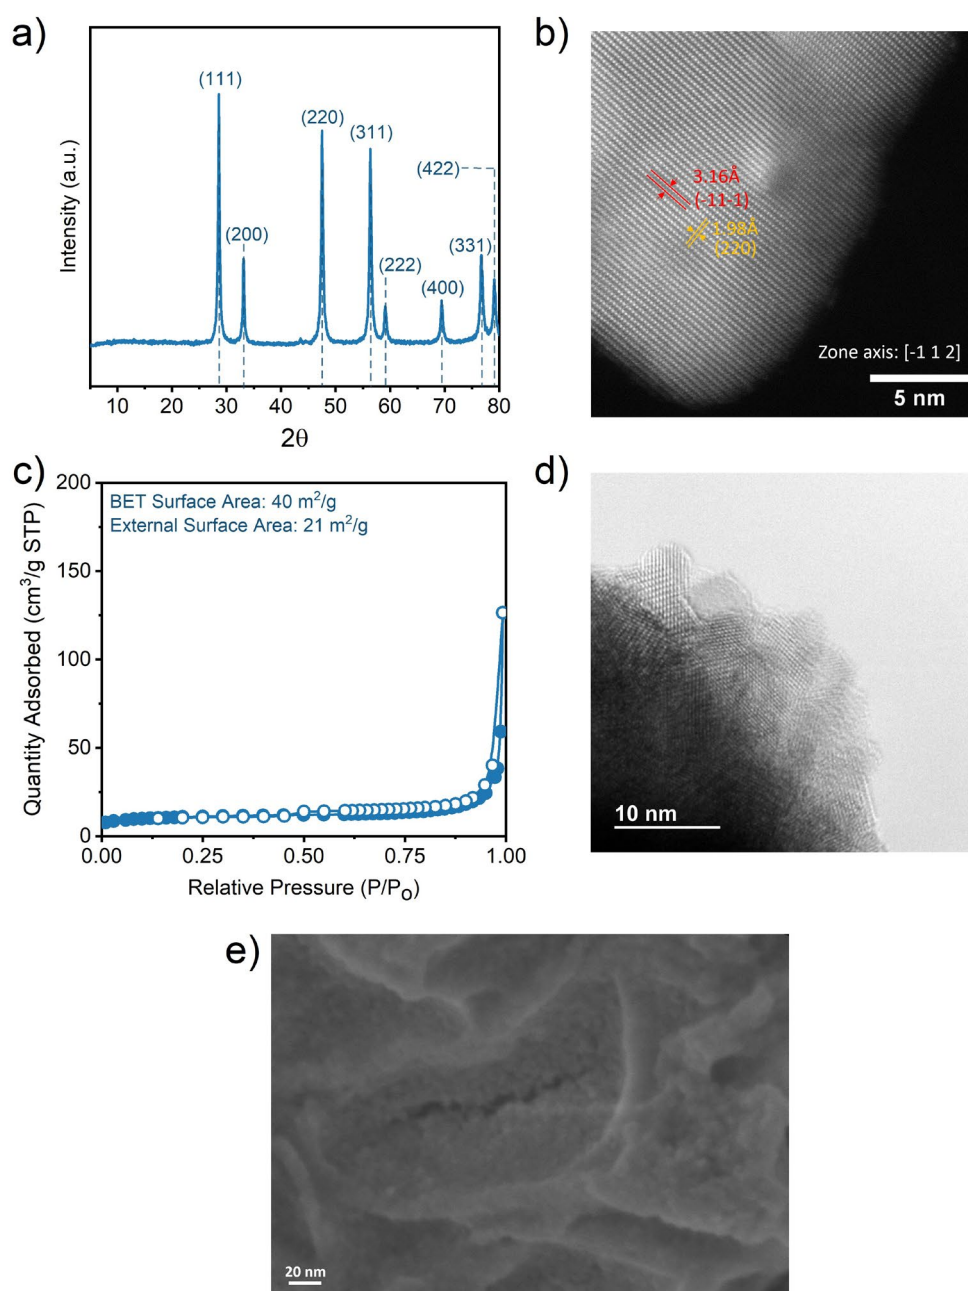 a)
(111)
(220)
(311)
(422)
(200)
(331)
(222)
(400)
Intensity (a.u.)
10 20 30 40 50 60 70 80
2θ
b)
3.16Å
(-11-1)
1.98Å
(220)
Zone axis: [-1 1 2]
5 nm
c)
BET Surface Area: 40 m²/g
External Surface Area: 21 m²/g
Quantity Adsorbed (cm³/g STP)
200
150
100
50
0
0.00 0.25 0.50 0.75 1.00
Relative Pressure (P/P₀)
d)
10 nm
e)
20 nm